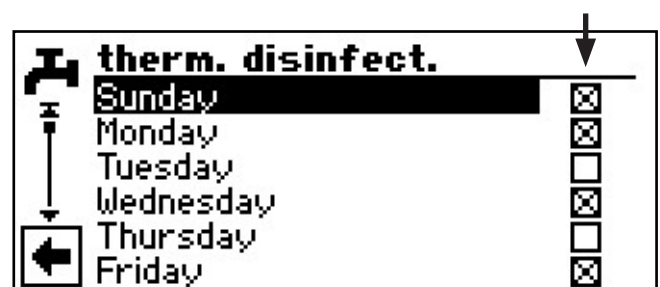 therm. disinfect.
Sunday
Monday
Tuesday
Wednesday
Thursday
Friday